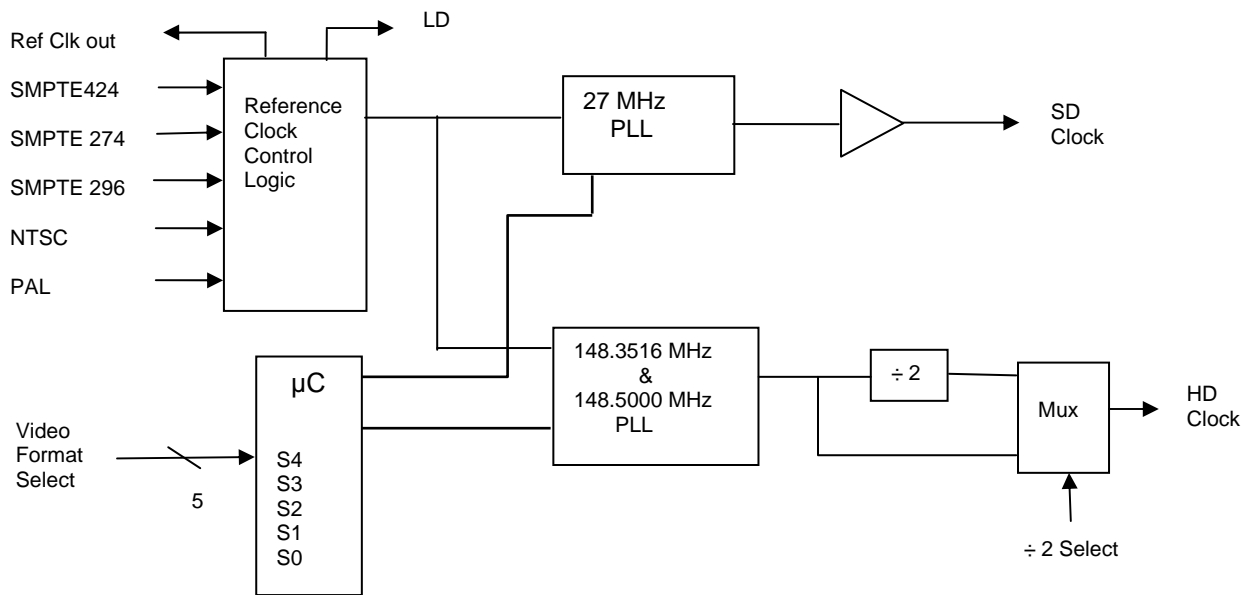 Ref Clk out
LD
SMPTE424
SMPTE 274
SMPTE 296
NTSC
PAL
Reference
Clock
Control
Logic
27 MHz
PLL
SD
Clock
Video
Format
Select
5
µC
S4
S3
S2
S1
S0
148.3516 MHz
&
148.5000 MHz
PLL
÷ 2
Mux
HD
Clock
÷ 2 Select